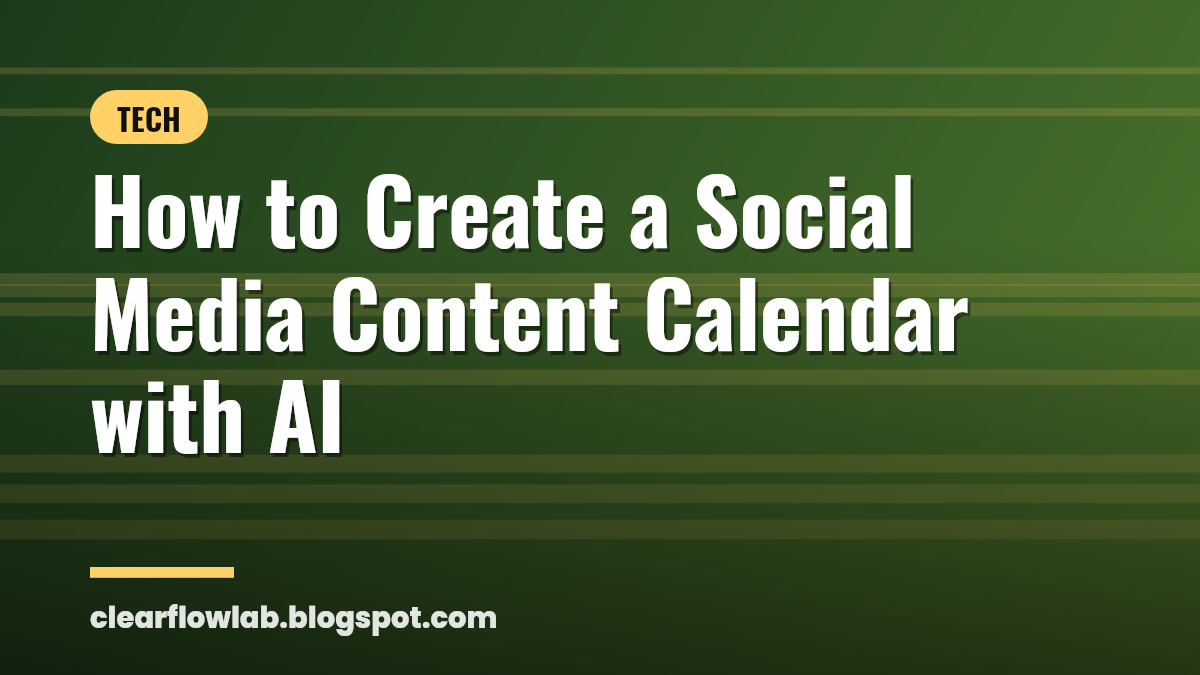 TECH
How to Create a Social
Media Content Calendar
with AI
clearflowlab.blogspot.com